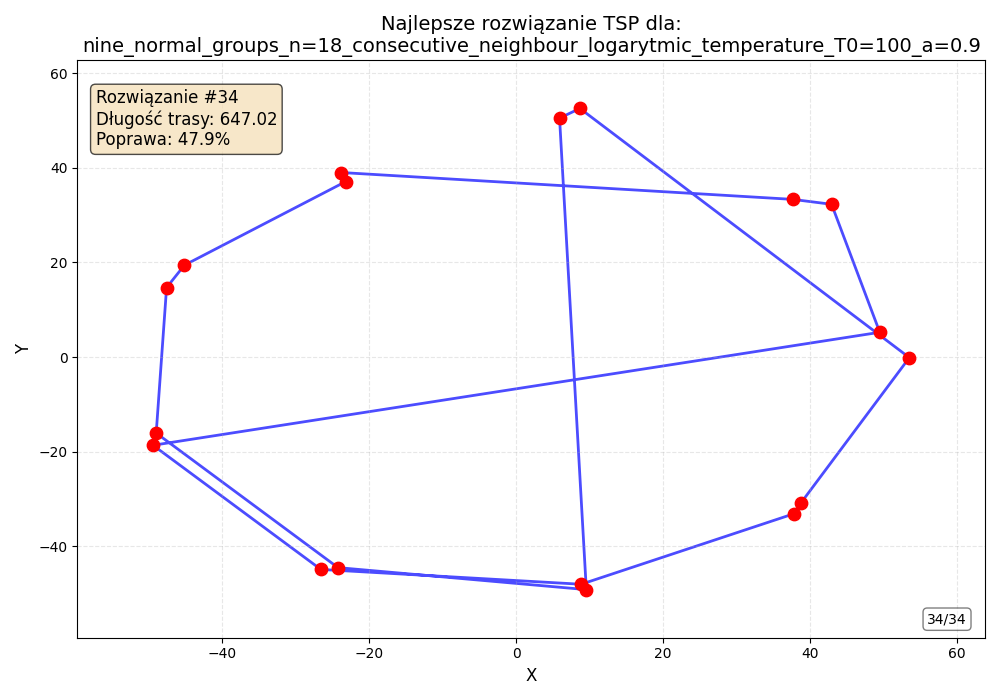 Najlepsze rozwiązanie TSP dla:
nine_normal_groups_n=18_consecutive_neighbour_logarytmic_temperature_T0=100_a=0.9
Rozwiązanie #34
Długość trasy: 647.02
Poprawa: 47.9%
60
40
20
0
−20
−40
Y
34/34
−40
−20
0
20
40
60
X